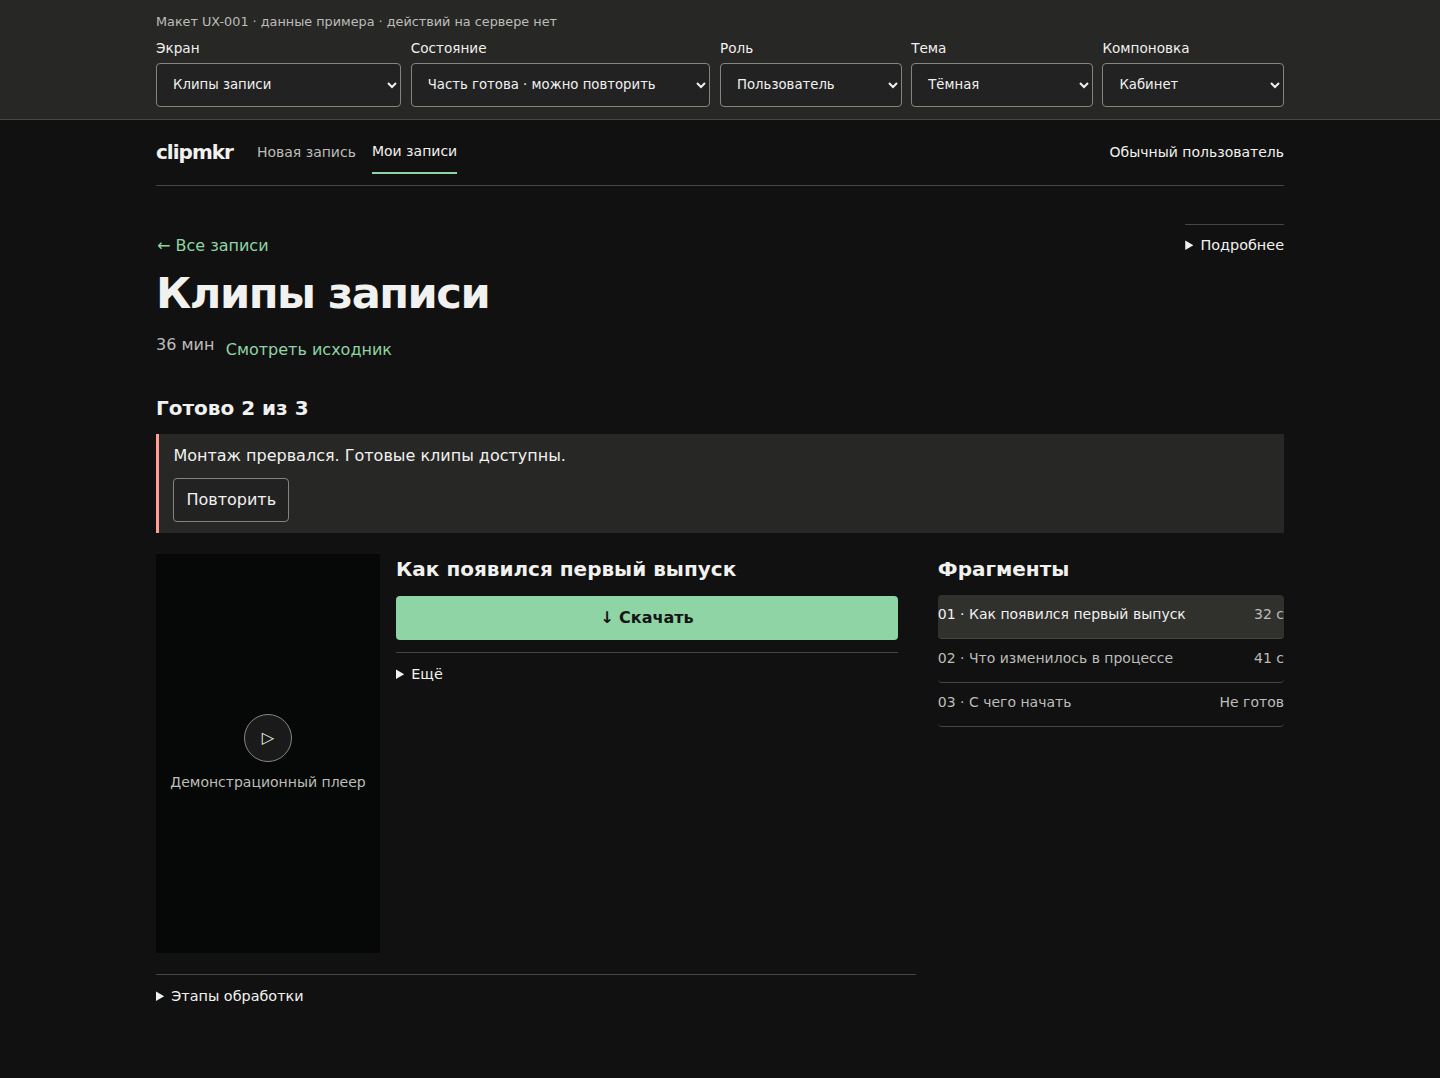 Макет UX-001 · данные примера · действий на сервере нет
Экран Состояние Роль Тема Компоновка
Клипы записи Часть готова · можно повторить Пользователь Тёмная Кабинет
clipmkr Новая запись Мои записи Обычный пользователь
← Все записи ▶ Подробнее
Клипы записи
36 мин Смотреть исходник
Готово 2 из 3
Монтаж прервался. Готовые клипы доступны.
Повторить
Как появился первый выпуск
↓ Скачать
▶ Ещё
Демонстрационный плеер
Фрагменты
01 · Как появился первый выпуск 32 с
02 · Что изменилось в процессе 41 с
03 · С чего начать Не готов
▶ Этапы обработки